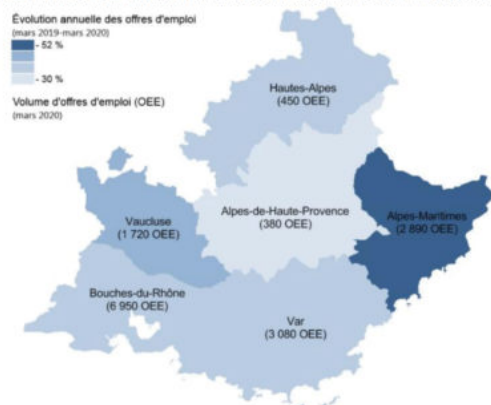 Évolution annuelle des offres d'emploi
(mars 2019-mars 2020)
- 52 %
- 30 %
Volume d'offres d'emploi (OEE)
(mars 2020)
Hautes-Alpes
(450 OEE)
Alpes-de-Haute-Provence
(380 OEE)
Alpes-Maritimes
(2 890 OEE)
Vaucluse
(1 720 OEE)
Bouches-du-Rhône
(6 950 OEE)
Var
(3 080 OEE)